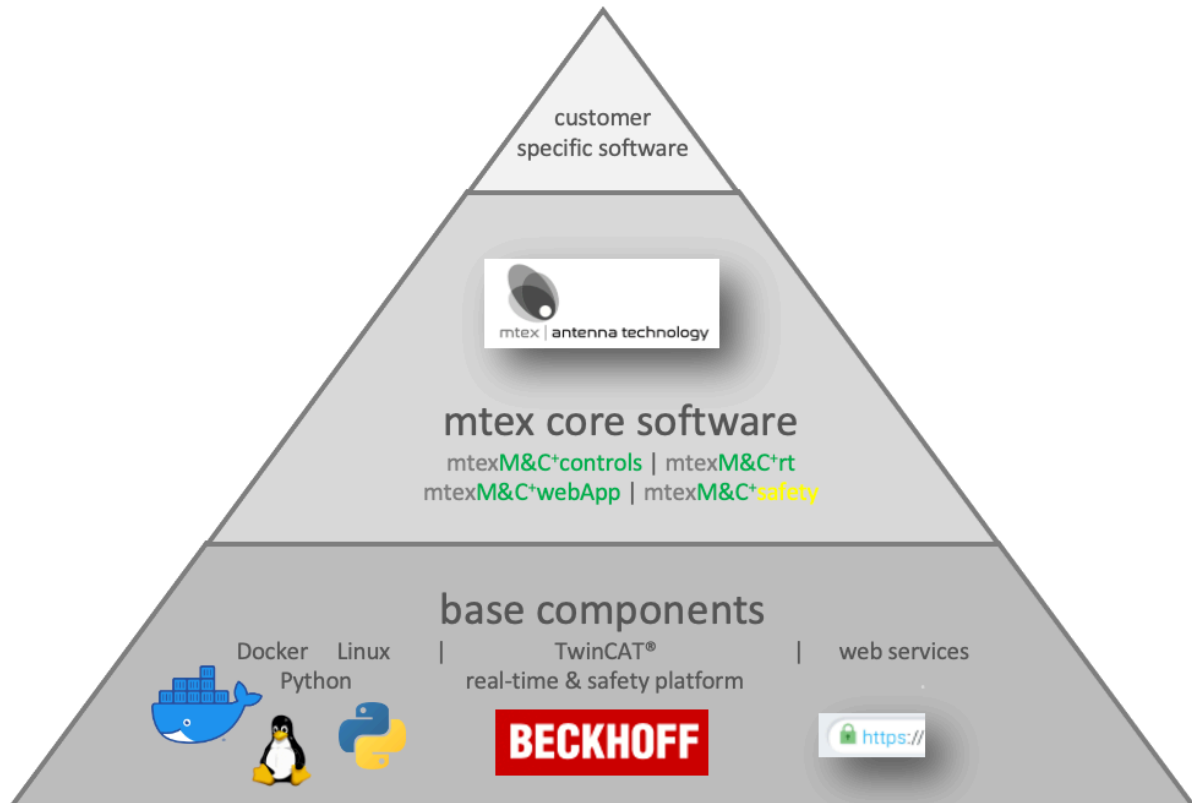 customer
specific software
mtex | antenna technology
mtex core software
mtexM&C⁺controls | mtexM&C⁺rt
mtexM&C⁺webApp | mtexM&C⁺safety
base components
Docker Linux | TwinCAT® | web services
Python real-time & safety platform
BECKHOFF
https://